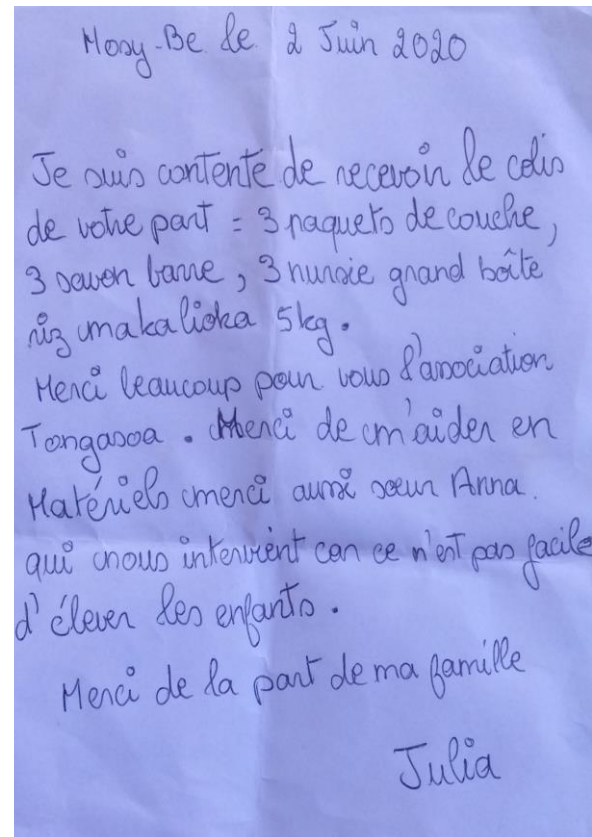 Nosy-Be le 2 Juin 2020
Je suis contente de recevoir le colis
de votre part = 3 paquets de couche,
3 savon barre, 3 nursie grand boîte
riz makalioka 5kg.
Merci beaucoup pour vous l'association
Tongasoa. Merci de m'aider en
Matériels merci aussi sœur Anna.
qui nous intervient car ce n'est pas facile
d'élever les enfants.
Merci de la part de ma famille
Julia